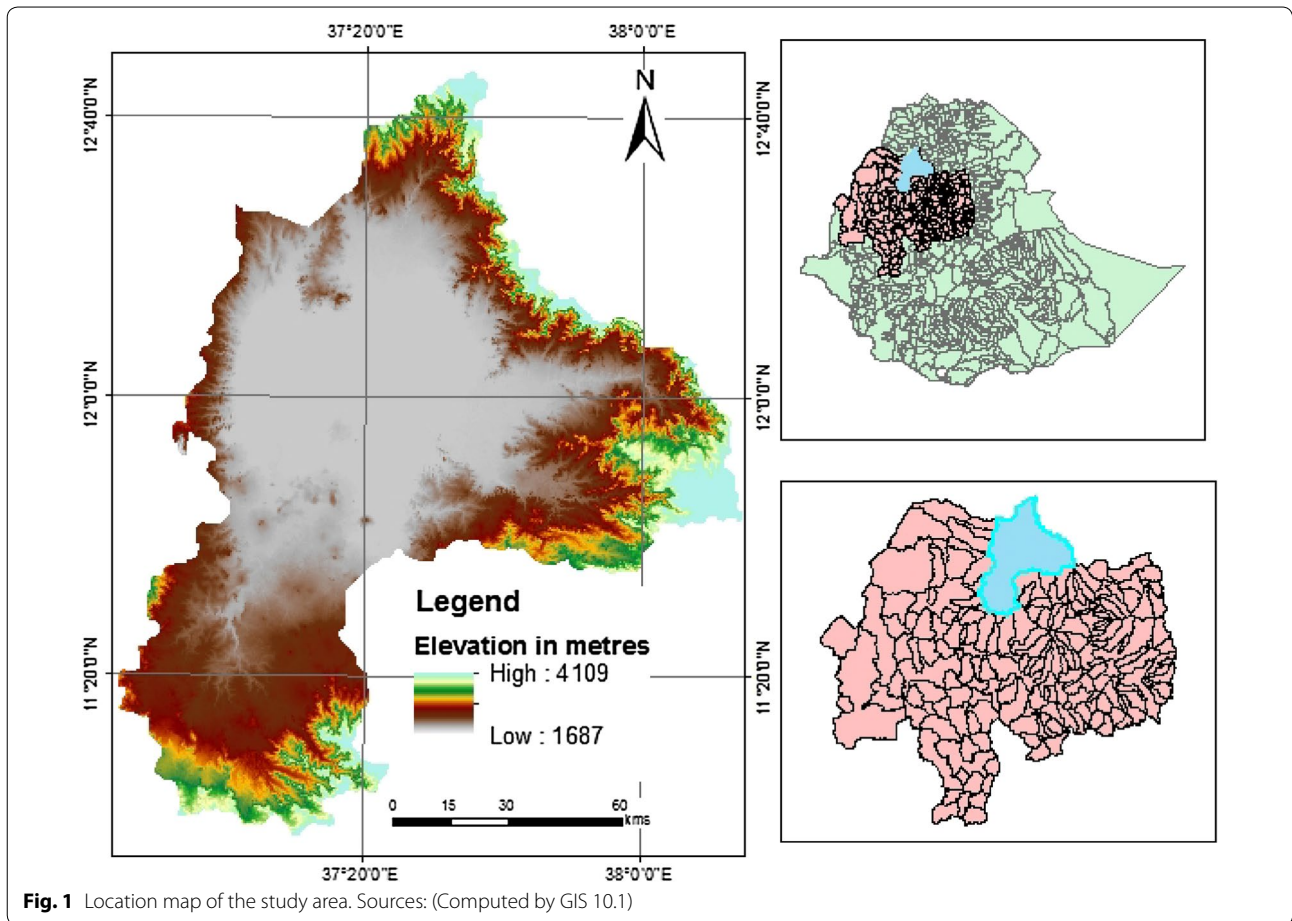 37°20'0"E 38°0'0"E
N
12°40'0"N 12°40'0"N
12°0'0"N 12°0'0"N
11°20'0"N 11°20'0"N
Legend
Elevation in metres
High : 4109
Low : 1687
0 15 30 60
kms
37°20'0"E 38°0'0"E
Fig. 1 Location map of the study area. Sources: (Computed by GIS 10.1)